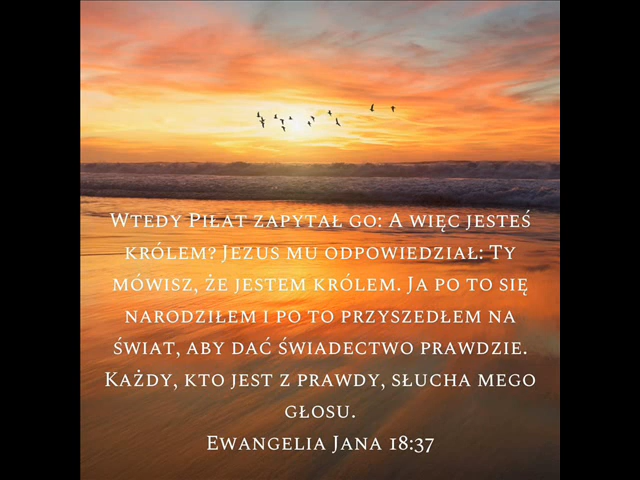 Wtedy Piłat zapytał go: A więc jesteś
królem? Jezus mu odpowiedział: Ty
mówisz, że jestem królem. Ja po to się
narodziłem i po to przyszedłem na
świat, aby dać świadectwo prawdzie.
Każdy, kto jest z prawdy, słucha mego
głosu.
Ewangelia Jana 18:37